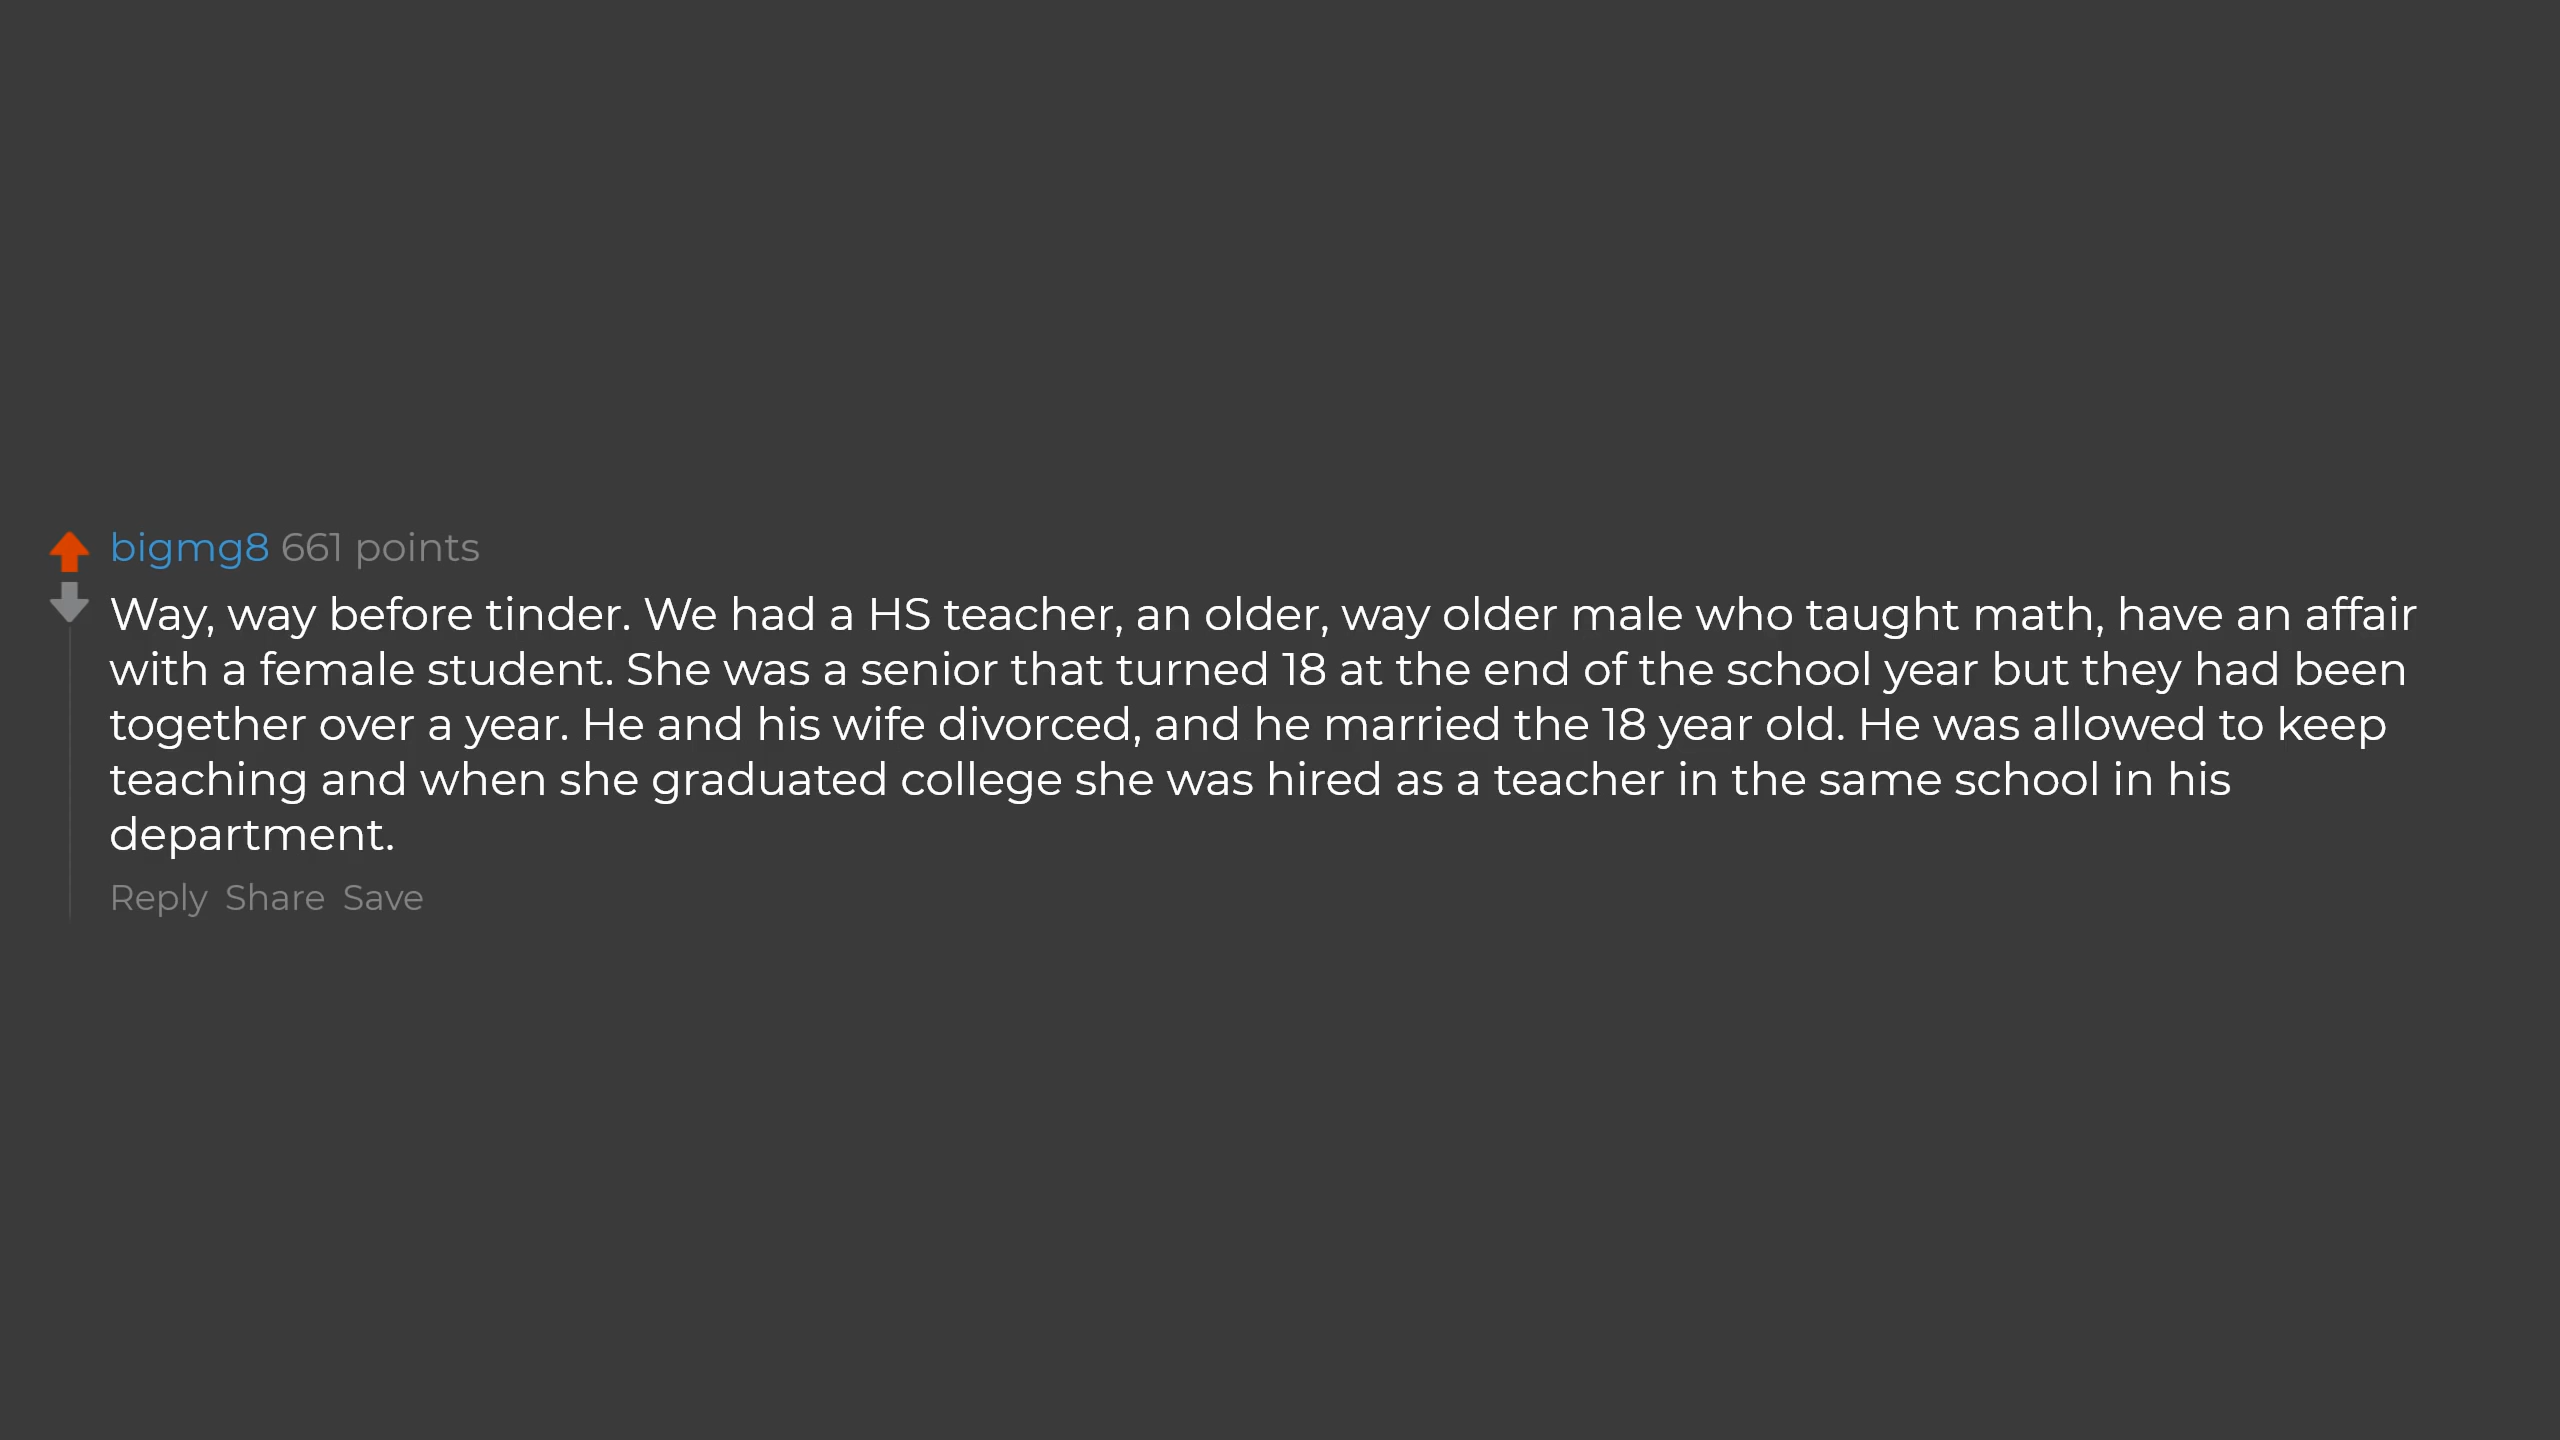 bigmg8 661 points
Way, way before tinder. We had a HS teacher, an older, way older male who taught math, have an affair
with a female student. She was a senior that turned 18 at the end of the school year but they had been
together over a year. He and his wife divorced, and he married the 18 year old. He was allowed to keep
teaching and when she graduated college she was hired as a teacher in the same school in his
department.
Reply Share Save